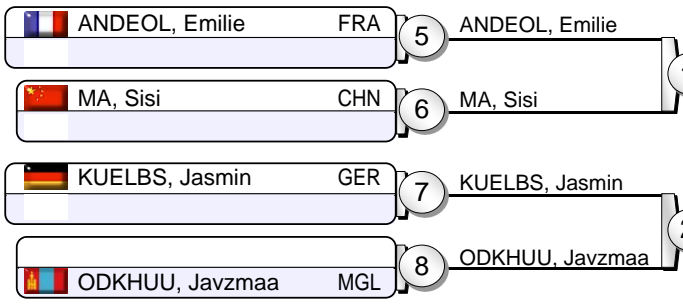 ANDEOL, Emilie FRA 5 ANDEOL, Emilie
MA, Sisi CHN 6 MA, Sisi
KUELBS, Jasmin GER 7 KUELBS, Jasmin
ODKHUU, Javzmaa MGL 8 ODKHUU, Javzmaa